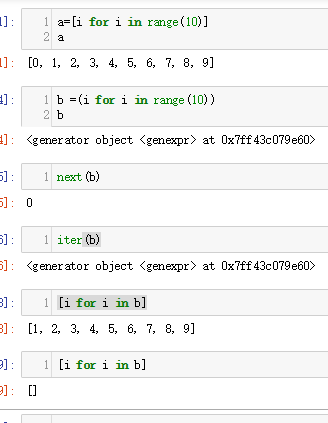 ]: 1 a=[i for i in range(10)]
2 a
]: [0, 1, 2, 3, 4, 5, 6, 7, 8, 9]
4]: 1 b =(i for i in range(10))
2 b
4]: <generator object <genexpr> at 0x7ff43c079e60>
5]: 1 next(b)
5]: 0
6]: 1 iter(b)
6]: <generator object <genexpr> at 0x7ff43c079e60>
8]: 1 [i for i in b]
8]: [1, 2, 3, 4, 5, 6, 7, 8, 9]
9]: 1 [i for i in b]
9]: []